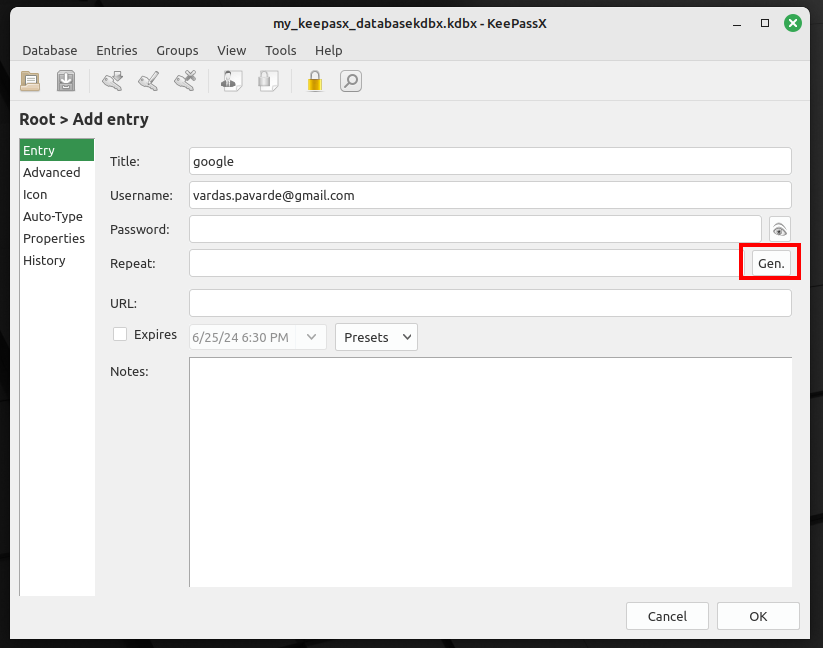 my_keepasx_databasekdbx.kdbx - KeePassX
Database Entries Groups View Tools Help
Root > Add entry
Entry
Advanced
Icon
Auto-Type
Properties
History
Title: google
Username: vardas.pavarde@gmail.com
Password:
Repeat: Gen.
URL:
Expires 6/25/24 6:30 PM Presets
Notes:
Cancel OK